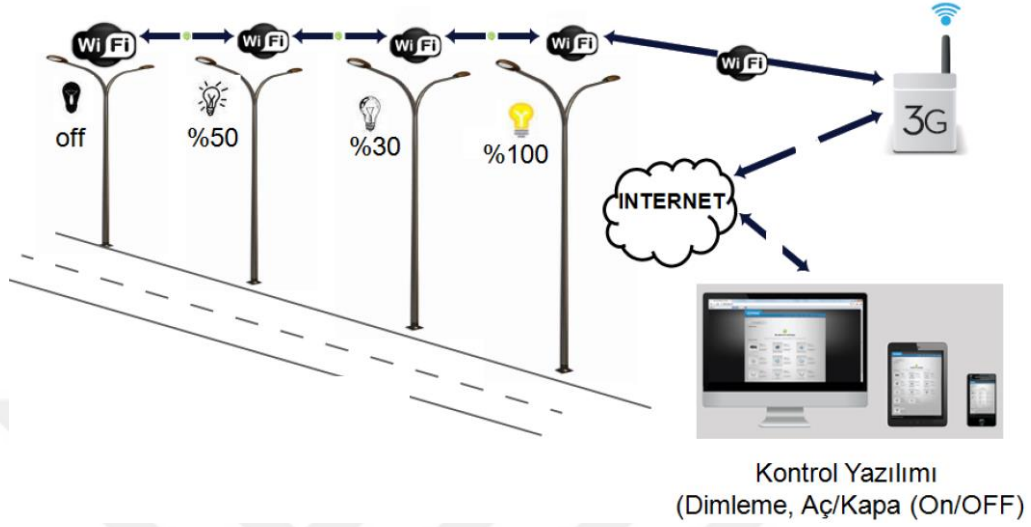 Wi Fi
Wi Fi
Wi Fi
Wi Fi
Wi Fi
off
%50
%30
%100
3G
INTERNET
Kontrol Yazılımı
(Dimleme, Aç/Kapa (On/OFF)